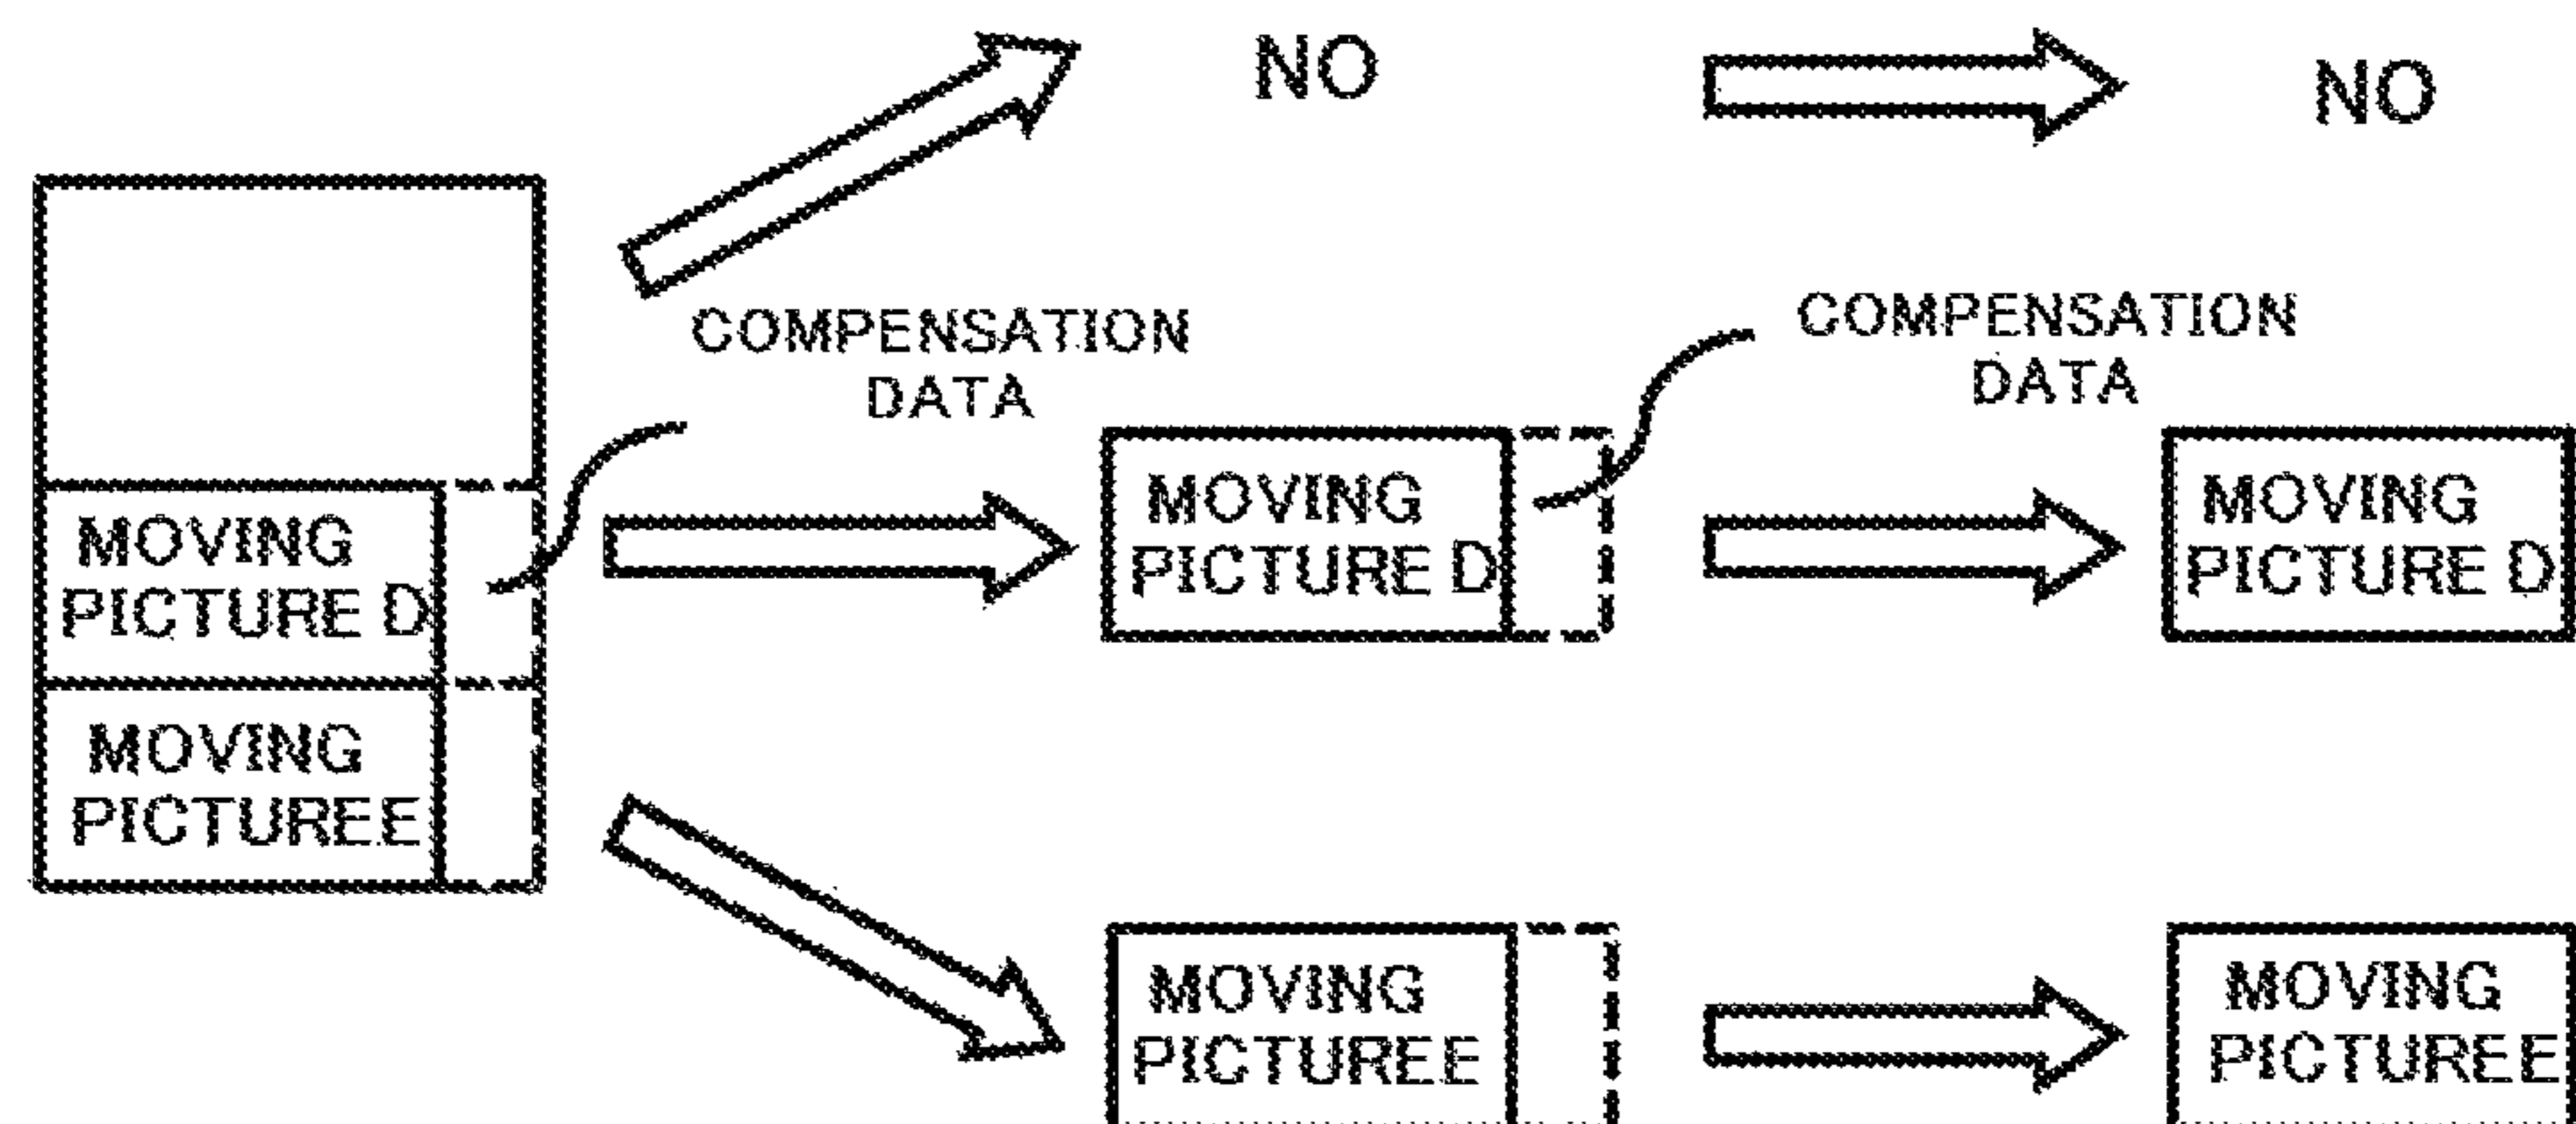 NO
NO
COMPENSATION
DATA
COMPENSATION
DATA
MOVING
PICTURE D
MOVING
PICTURE D
MOVING
PICTURE D
MOVING
PICTUREE
MOVING
PICTUREE
MOVING
PICTUREE